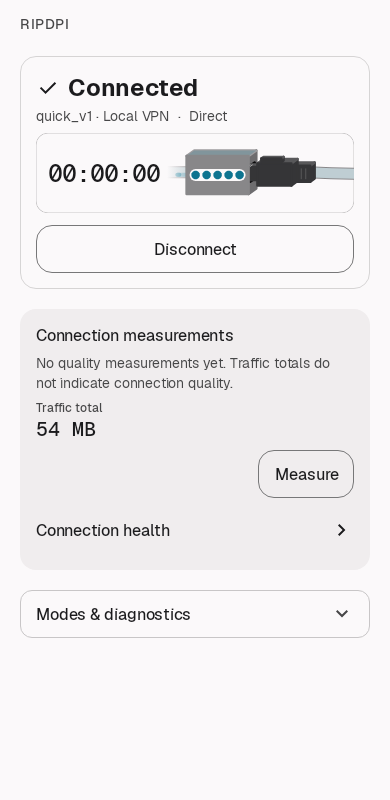 RIPDPI
Connected
quick_v1 · Local VPN · Direct
00:00:00
Disconnect
Connection measurements
No quality measurements yet. Traffic totals do
not indicate connection quality.
Traffic total
54 MB
Measure
Connection health
Modes & diagnostics